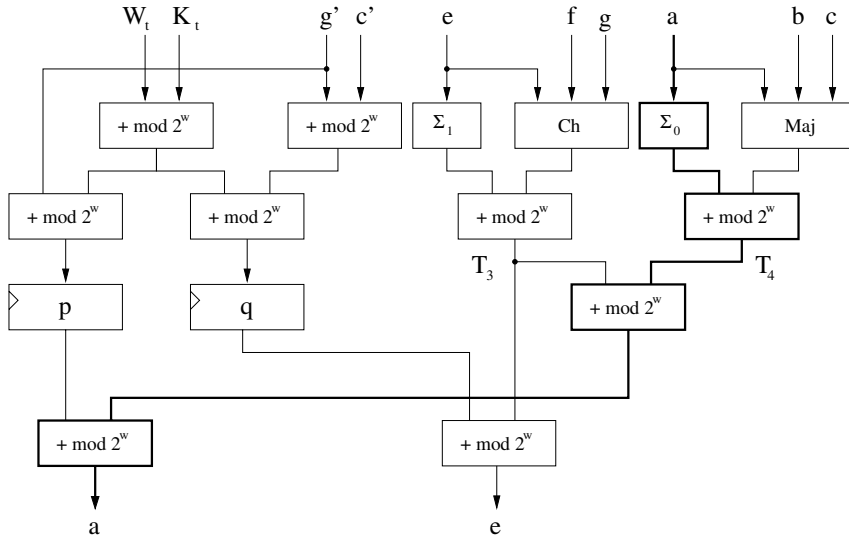 W_t K_t g' c' e f g a b c
+ mod 2^w + mod 2^w Σ_1 Ch Σ_0 Maj
+ mod 2^w + mod 2^w + mod 2^w + mod 2^w
T_3 T_4
p q + mod 2^w
+ mod 2^w + mod 2^w
a e